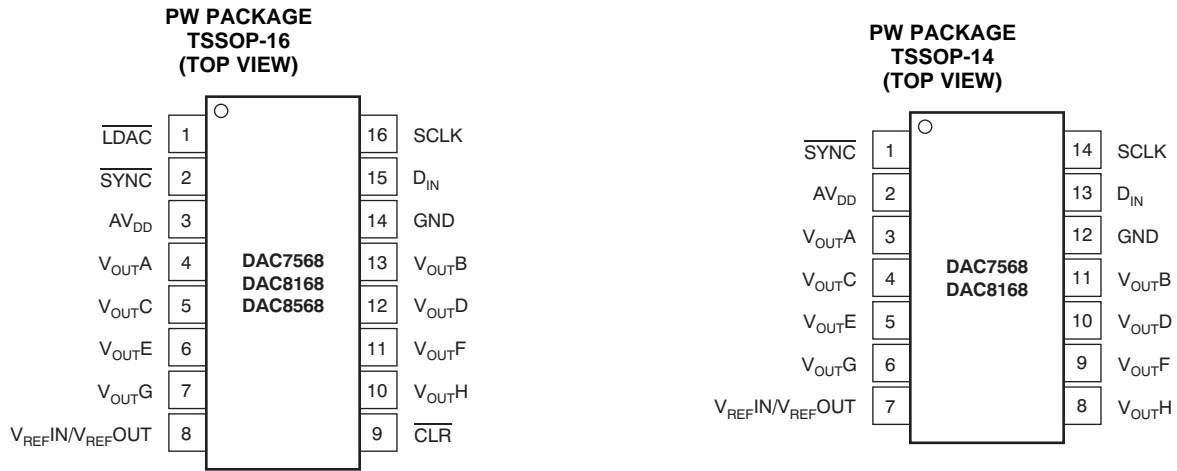 PW PACKAGE
TSSOP-16
(TOP VIEW)
LDAC 1 16 SCLK
SYNC 2 15 DIN
AVDD 3 14 GND
VOUTA 4 13 VOUTB
VOUTC 5 12 VOUTD
VOUTE 6 11 VOUTF
VOUTG 7 10 VOUTH
VREFIN/VREFOUT 8 9 CLR
DAC7568
DAC8168
DAC8568
PW PACKAGE
TSSOP-14
(TOP VIEW)
SYNC 1 14 SCLK
AVDD 2 13 DIN
VOUTA 3 12 GND
VOUTC 4 11 VOUTB
VOUTE 5 10 VOUTD
VOUTG 6 9 VOUTF
VREFIN/VREFOUT 7 8 VOUTH
DAC7568
DAC8168